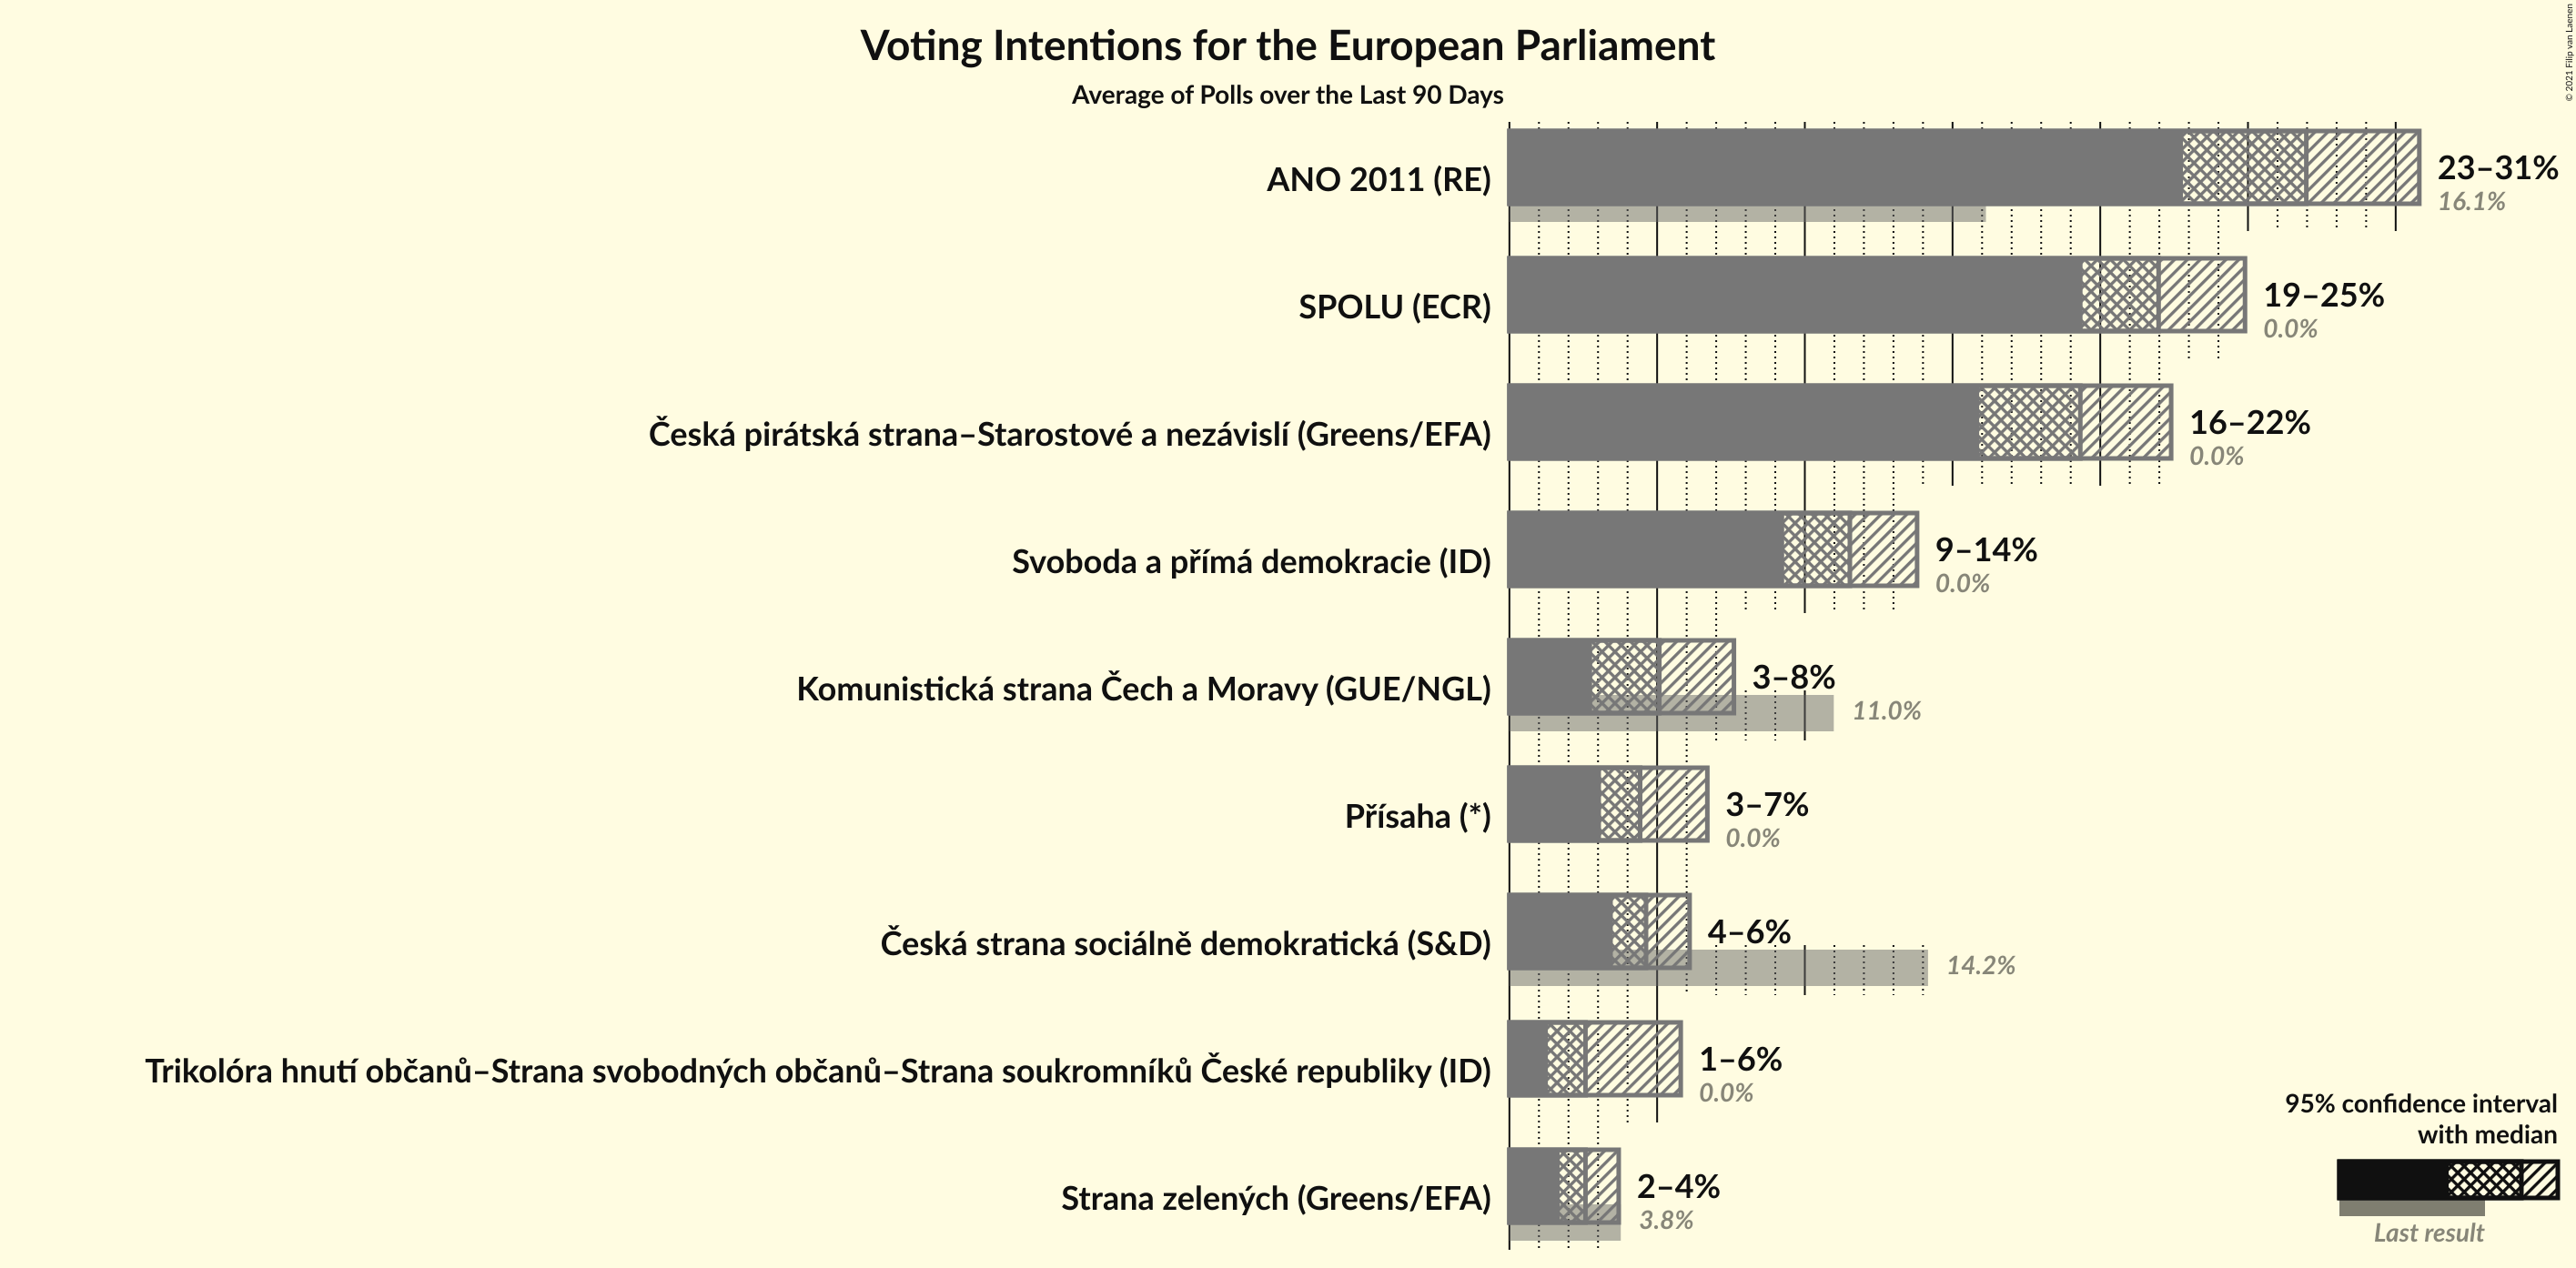 Voting Intentions for the European Parliament
Average of Polls over the Last 90 Days
© 2021 Filip van Laenen
ANO 2011 (RE)
23–31%
16.1%
SPOLU (ECR)
19–25%
0.0%
Česká pirátská strana–Starostové a nezávislí (Greens/EFA)
16–22%
0.0%
Svoboda a přímá demokracie (ID)
9–14%
0.0%
Komunistická strana Čech a Moravy (GUE/NGL)
3–8%
11.0%
Přísaha (*)
3–7%
0.0%
Česká strana sociálně demokratická (S&D)
4–6%
14.2%
Trikolóra hnutí občanů–Strana svobodných občanů–Strana soukromníků České republiky (ID)
1–6%
0.0%
Strana zelených (Greens/EFA)
2–4%
3.8%
95% confidence interval
with median
Last result